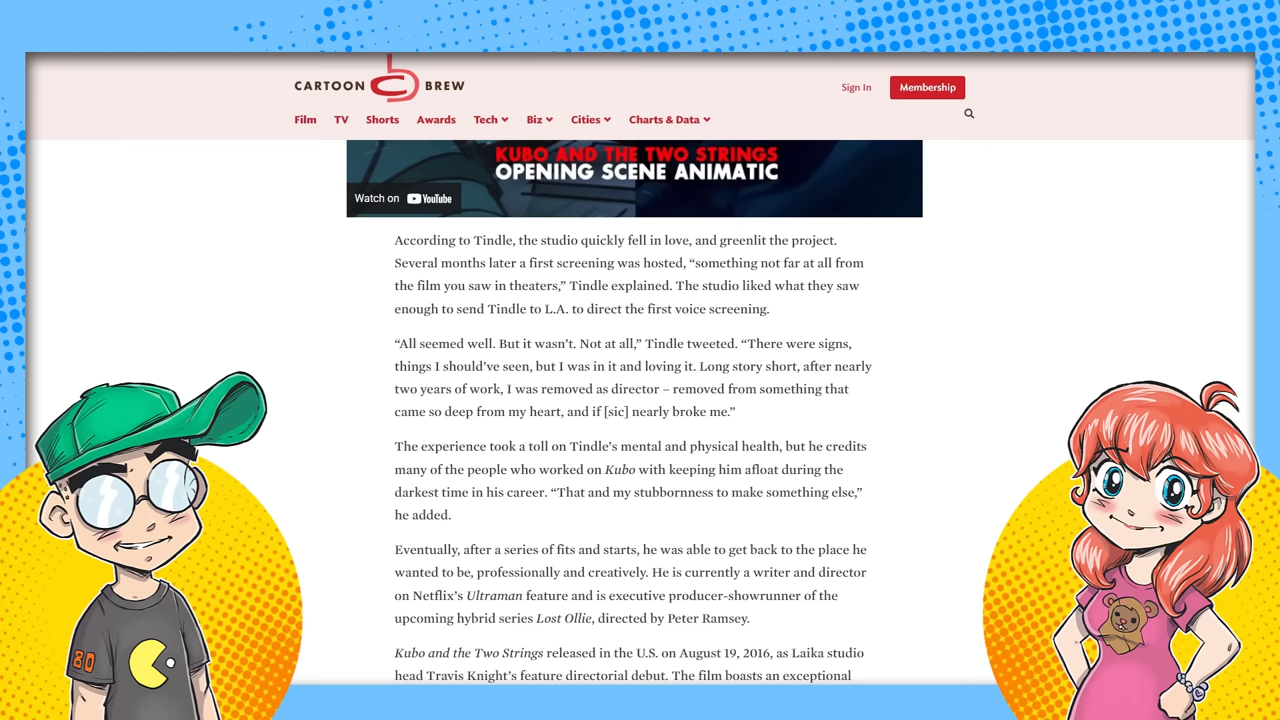 CARTOON BREW
Sign In
Membership
Film TV Shorts Awards Tech Biz Cities Charts & Data
KUBO AND THE TWO STRINGS
OPENING SCENE ANIMATIC
Watch on YouTube
According to Tindle, the studio quickly fell in love, and greenlit the project.
Several months later a first screening was hosted, “something not far at all from
the film you saw in theaters,” Tindle explained. The studio liked what they saw
enough to send Tindle to L.A. to direct the first voice screening.
“All seemed well. But it wasn’t. Not at all,” Tindle tweeted. “There were signs,
things I should’ve seen, but I was in it and loving it. Long story short, after nearly
two years of work, I was removed as director – removed from something that
came so deep from my heart, and if [sic] nearly broke me.”
The experience took a toll on Tindle’s mental and physical health, but he credits
many of the people who worked on Kubo with keeping him afloat during the
darkest time in his career. “That and my stubbornness to make something else,”
he added.
Eventually, after a series of fits and starts, he was able to get back to the place he
wanted to be, professionally and creatively. He is currently a writer and director
on Netflix’s Ultraman feature and is executive producer-showrunner of the
upcoming hybrid series Lost Ollie, directed by Peter Ramsey.
Kubo and the Two Strings released in the U.S. on August 19, 2016, as Laika studio
head Travis Knight’s feature directorial debut. The film boasts an exceptional
80